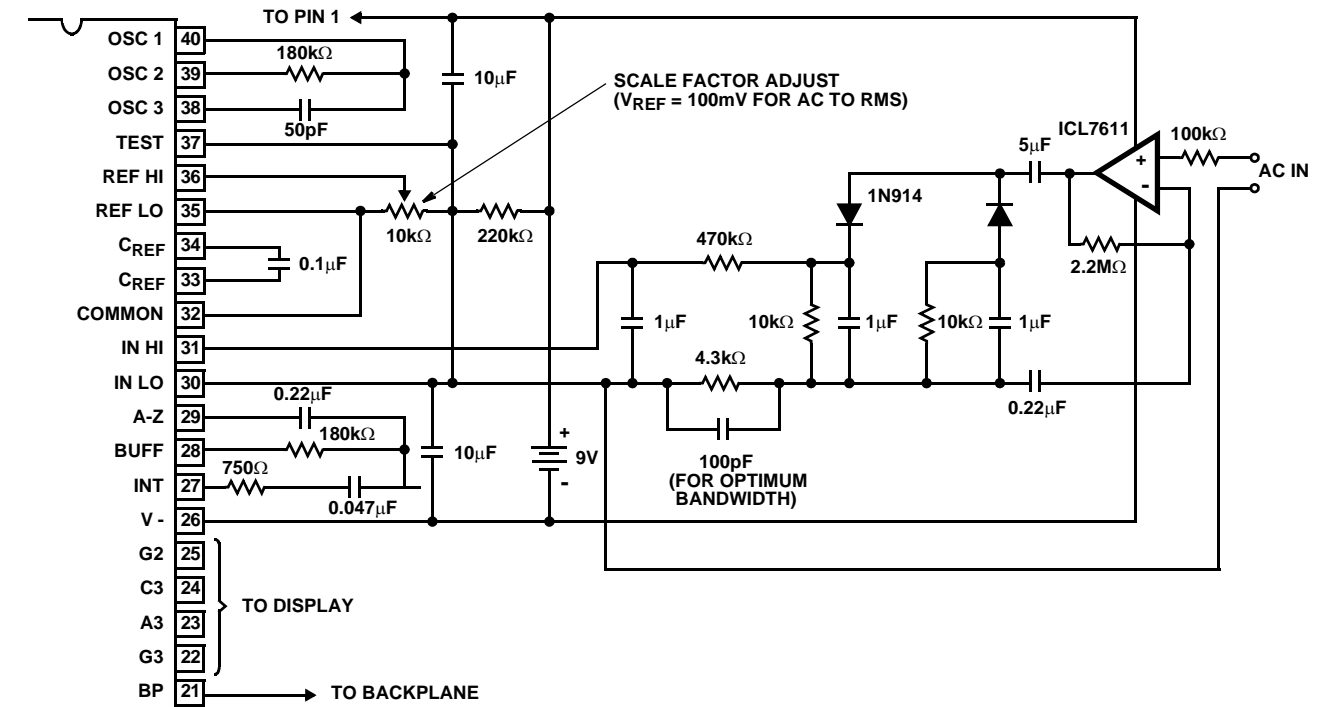 TO PIN 1
OSC 1 40
180kΩ
OSC 2 39
10μF
SCALE FACTOR ADJUST
(VREF = 100mV FOR AC TO RMS)
OSC 3 38
50pF
TEST 37
ICL7611
100kΩ
5μF
+
-
AC IN
REF HI 36
1N914
REF LO 35
10kΩ
220kΩ
CREF 34
0.1μF
470kΩ
2.2MΩ
CREF 33
COMMON 32
1μF
10kΩ
1μF
10kΩ
1μF
IN HI 31
4.3kΩ
IN LO 30
0.22μF
0.22μF
A-Z 29
180kΩ
BUFF 28
10μF
+
9V
-
100pF
(FOR OPTIMUM
BANDWIDTH)
750Ω
INT 27
0.047μF
V - 26
G2 25
C3 24
TO DISPLAY
A3 23
G3 22
BP 21
TO BACKPLANE